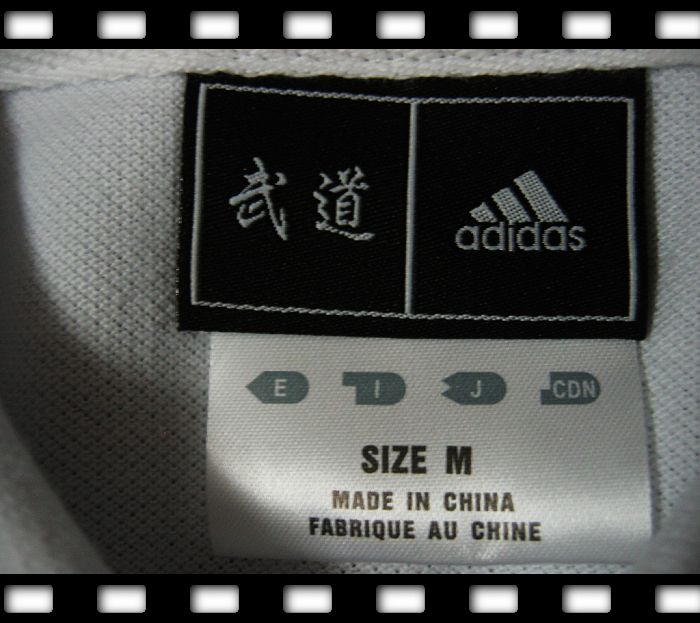 武道
adidas
E I J CDN
SIZE M
MADE IN CHINA
FABRIQUE AU CHINE